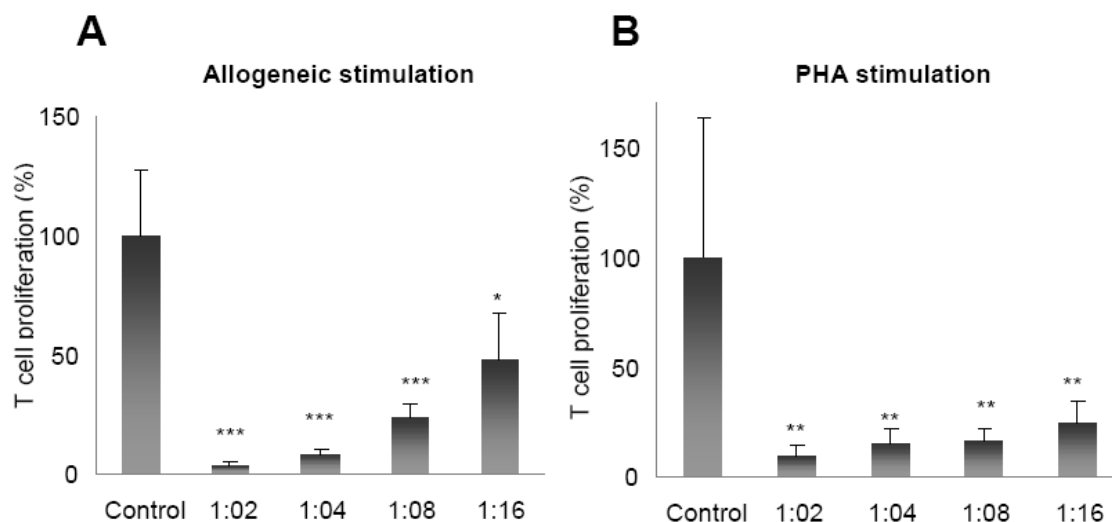 A
Allogeneic stimulation
T cell proliferation (%)
150
100
50
0
***
***
***
*
Control 1:02 1:04 1:08 1:16
B
PHA stimulation
T cell proliferation (%)
150
100
50
0
**
**
**
**
Control 1:02 1:04 1:08 1:16